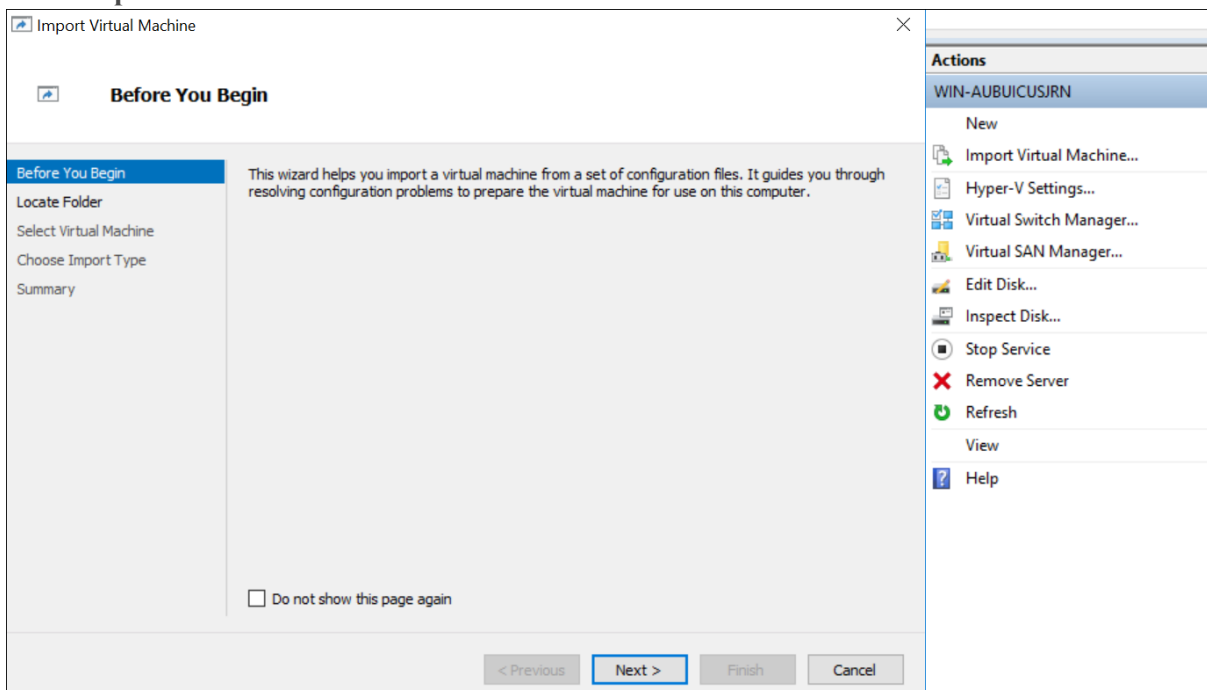 Import Virtual Machine
Before You Begin
Before You Begin
Locate Folder
Select Virtual Machine
Choose Import Type
Summary
This wizard helps you import a virtual machine from a set of configuration files. It guides you through
resolving configuration problems to prepare the virtual machine for use on this computer.
Do not show this page again
< Previous
Next >
Finish
Cancel
Actions
WIN-AUBUICUSJRN
New
Import Virtual Machine...
Hyper-V Settings...
Virtual Switch Manager...
Virtual SAN Manager...
Edit Disk...
Inspect Disk...
Stop Service
Remove Server
Refresh
View
Help